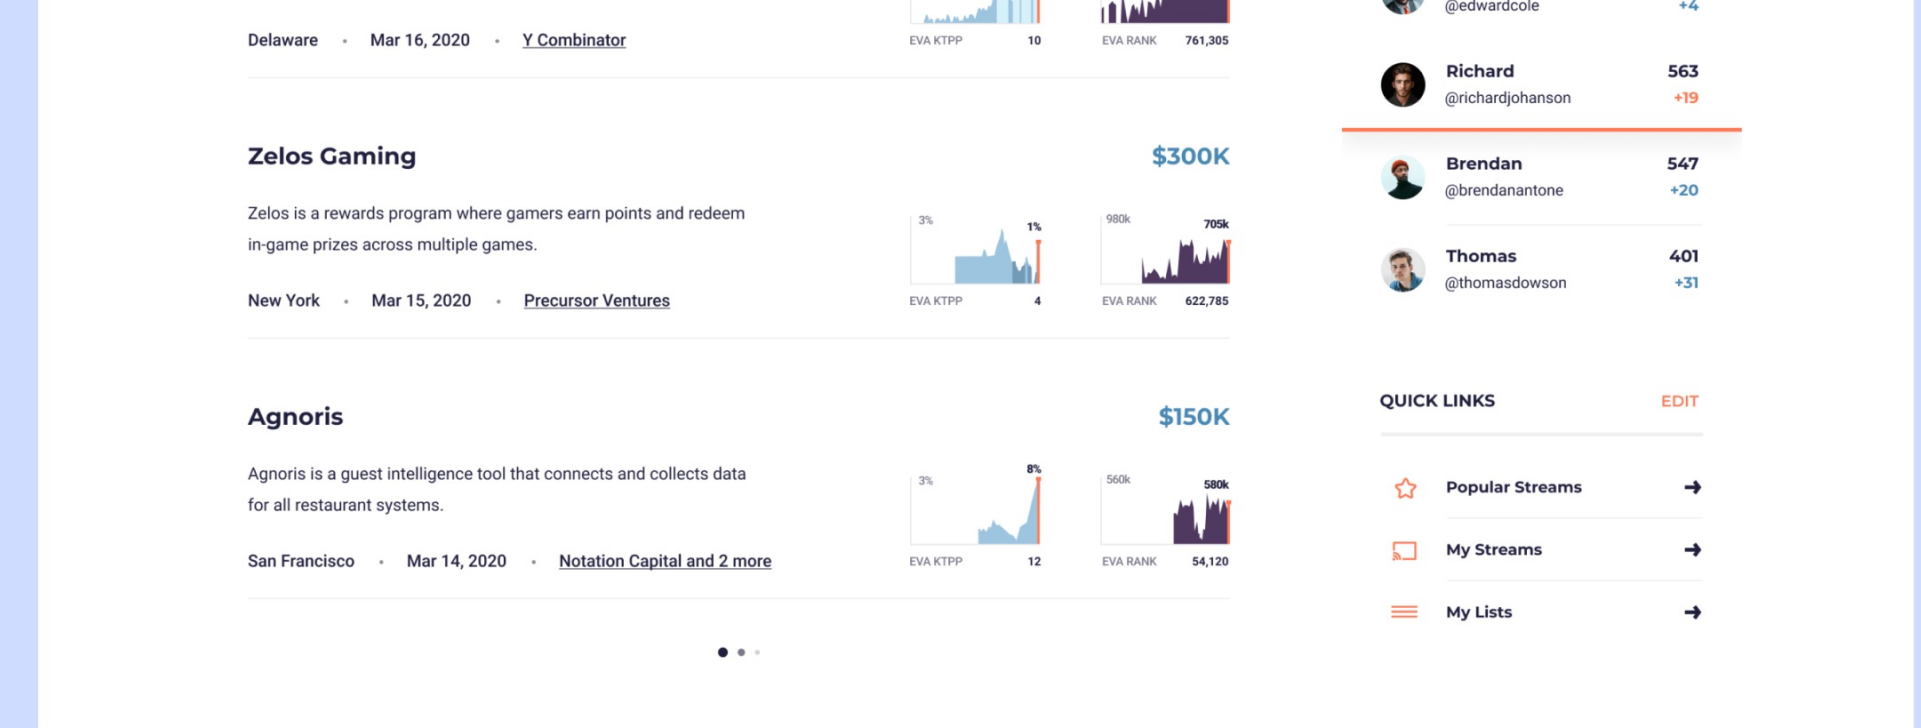 Delaware • Mar 16, 2020 • Y Combinator
EVA KTPP 10
EVA RANK 761,305
Zelos Gaming
$300K
Zelos is a rewards program where gamers earn points and redeem
in-game prizes across multiple games.
3%
1%
EVA KTPP 4
980k
705k
EVA RANK 622,785
New York • Mar 15, 2020 • Precursor Ventures
Agnoris
$150K
Agnoris is a guest intelligence tool that connects and collects data
for all restaurant systems.
3%
8%
EVA KTPP 12
560k
580k
EVA RANK 54,120
San Francisco • Mar 14, 2020 • Notation Capital and 2 more
@edwardcole +4
Richard 563
@richardjohanson +19
Brendan 547
@brendanantone +20
Thomas 401
@thomasdowson +31
QUICK LINKS EDIT
Popular Streams
My Streams
My Lists